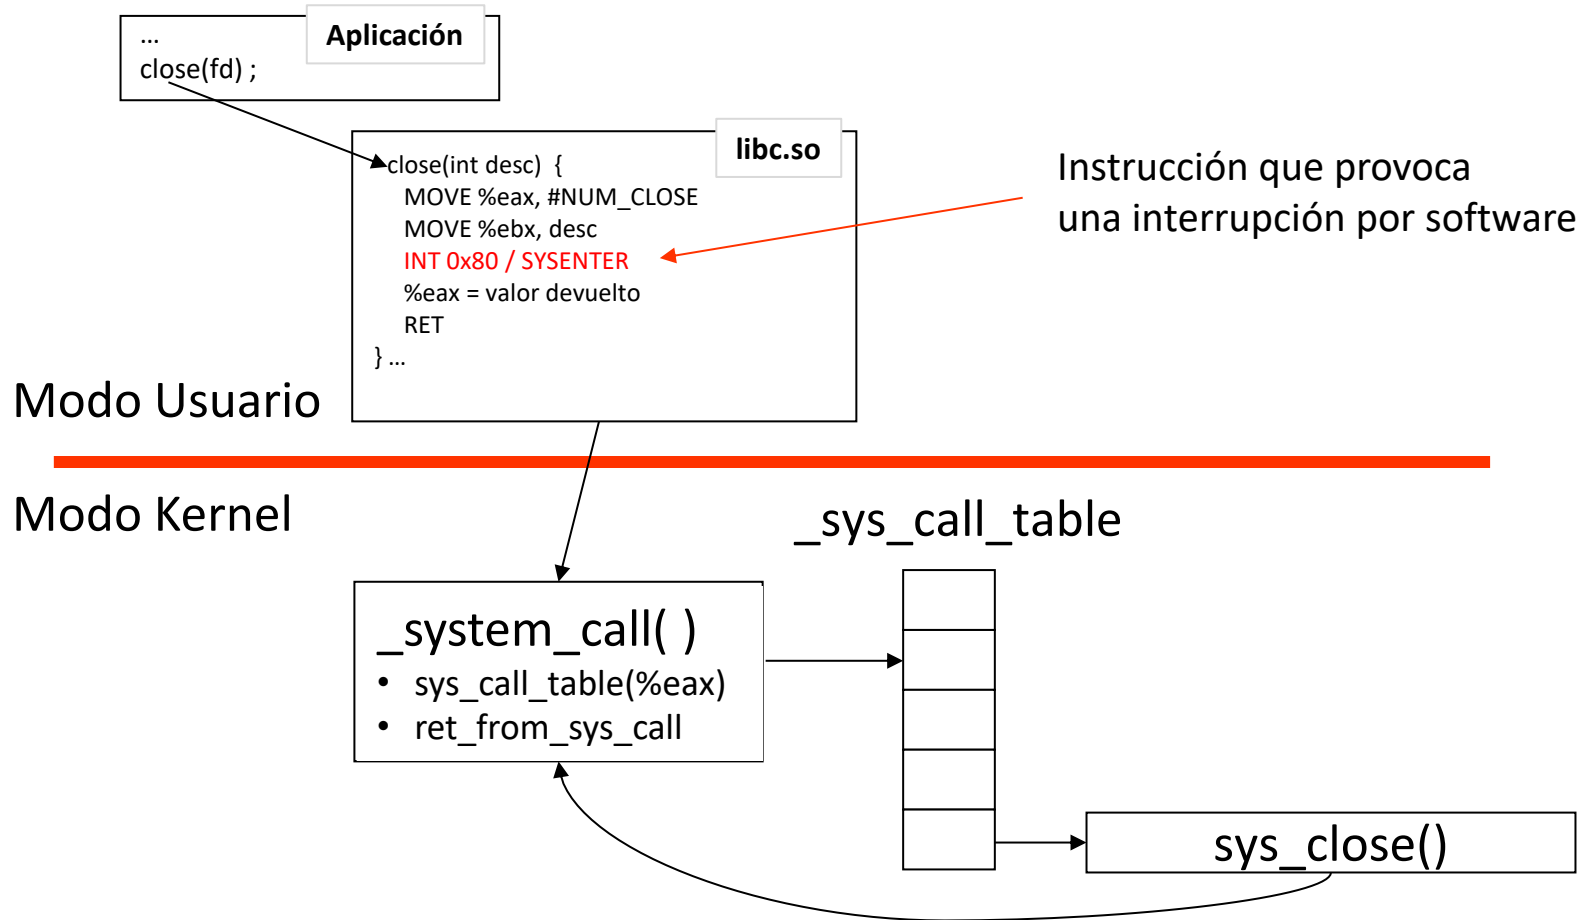 Aplicación
...
close(fd) ;
libc.so
close(int desc) {
MOVE %eax, #NUM_CLOSE
MOVE %ebx, desc
INT 0x80 / SYSENTER
%eax = valor devuelto
RET
} ...
Instrucción que provoca
una interrupción por software
Modo Usuario
Modo Kernel
_sys_call_table
_system_call( )
• sys_call_table(%eax)
• ret_from_sys_call
sys_close()